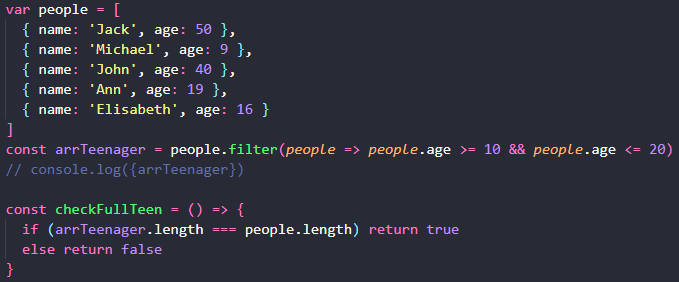 var people = [
  { name: 'Jack', age: 50 },
  { name: 'Michael', age: 9 },
  { name: 'John', age: 40 },
  { name: 'Ann', age: 19 },
  { name: 'Elisabeth', age: 16 }
]
const arrTeenager = people.filter(people => people.age >= 10 && people.age <= 20)
// console.log({arrTeenager})

const checkFullTeen = () => {
  if (arrTeenager.length === people.length) return true
  else return false
}